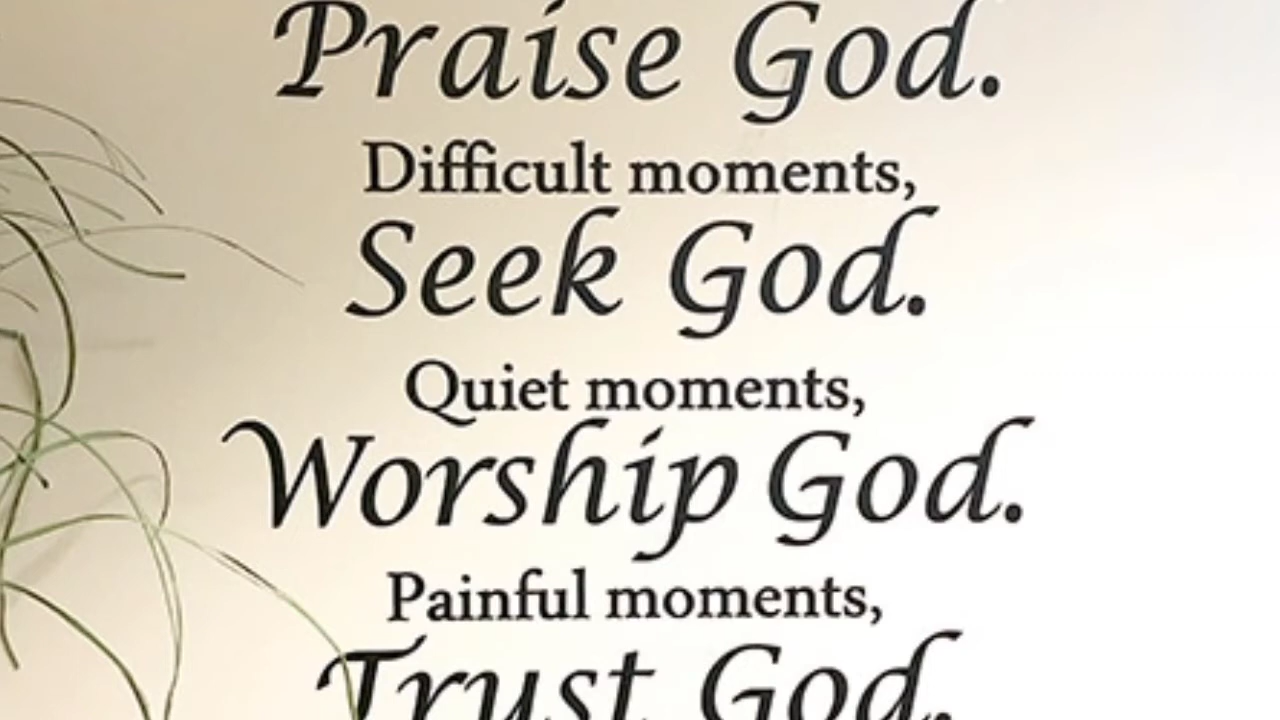 Praise God.
Difficult moments,
Seek God.
Quiet moments,
Worship God.
Painful moments,
Trust God.